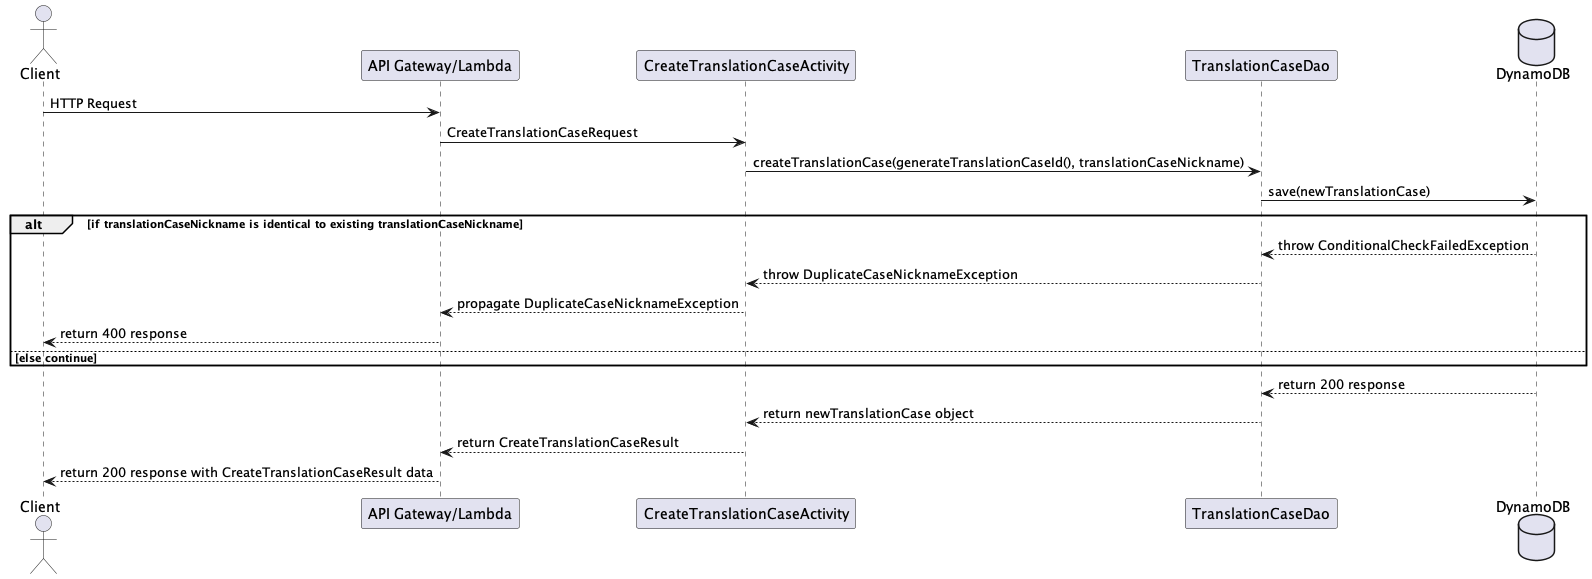 Client
API Gateway/Lambda
CreateTranslationCaseActivity
TranslationCaseDao
DynamoDB
HTTP Request
CreateTranslationCaseRequest
createTranslationCase(generateTranslationCaseId(), translationCaseNickname)
save(newTranslationCase)
alt
[if translationCaseNickname is identical to existing translationCaseNickname]
throw ConditionalCheckFailedException
throw DuplicateCaseNicknameException
propagate DuplicateCaseNicknameException
return 400 response
[else continue]
return 200 response
return newTranslationCase object
return CreateTranslationCaseResult
return 200 response with CreateTranslationCaseResult data
Client
API Gateway/Lambda
CreateTranslationCaseActivity
TranslationCaseDao
DynamoDB